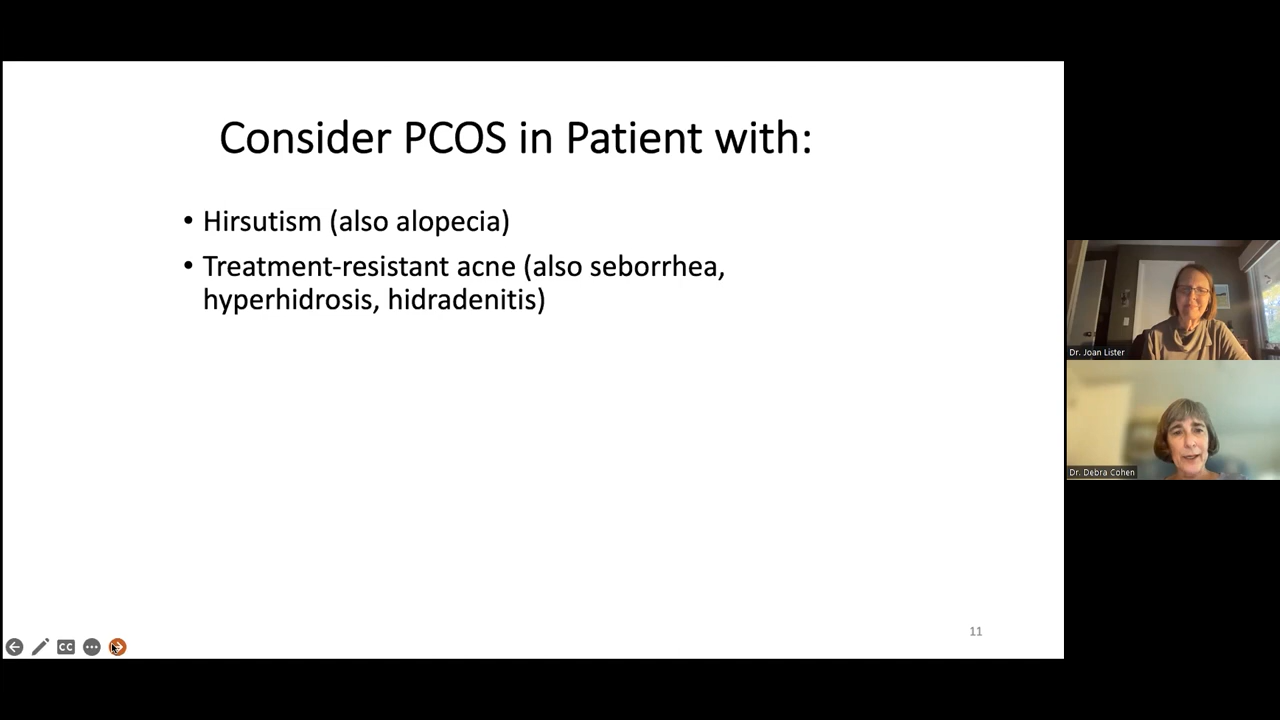 Consider PCOS in Patient with:
• Hirsutism (also alopecia)
• Treatment-resistant acne (also seborrhea,
hyperhidrosis, hidradenitis)
Dr. Joan Lister
Dr. Debra Cohen
11
CC